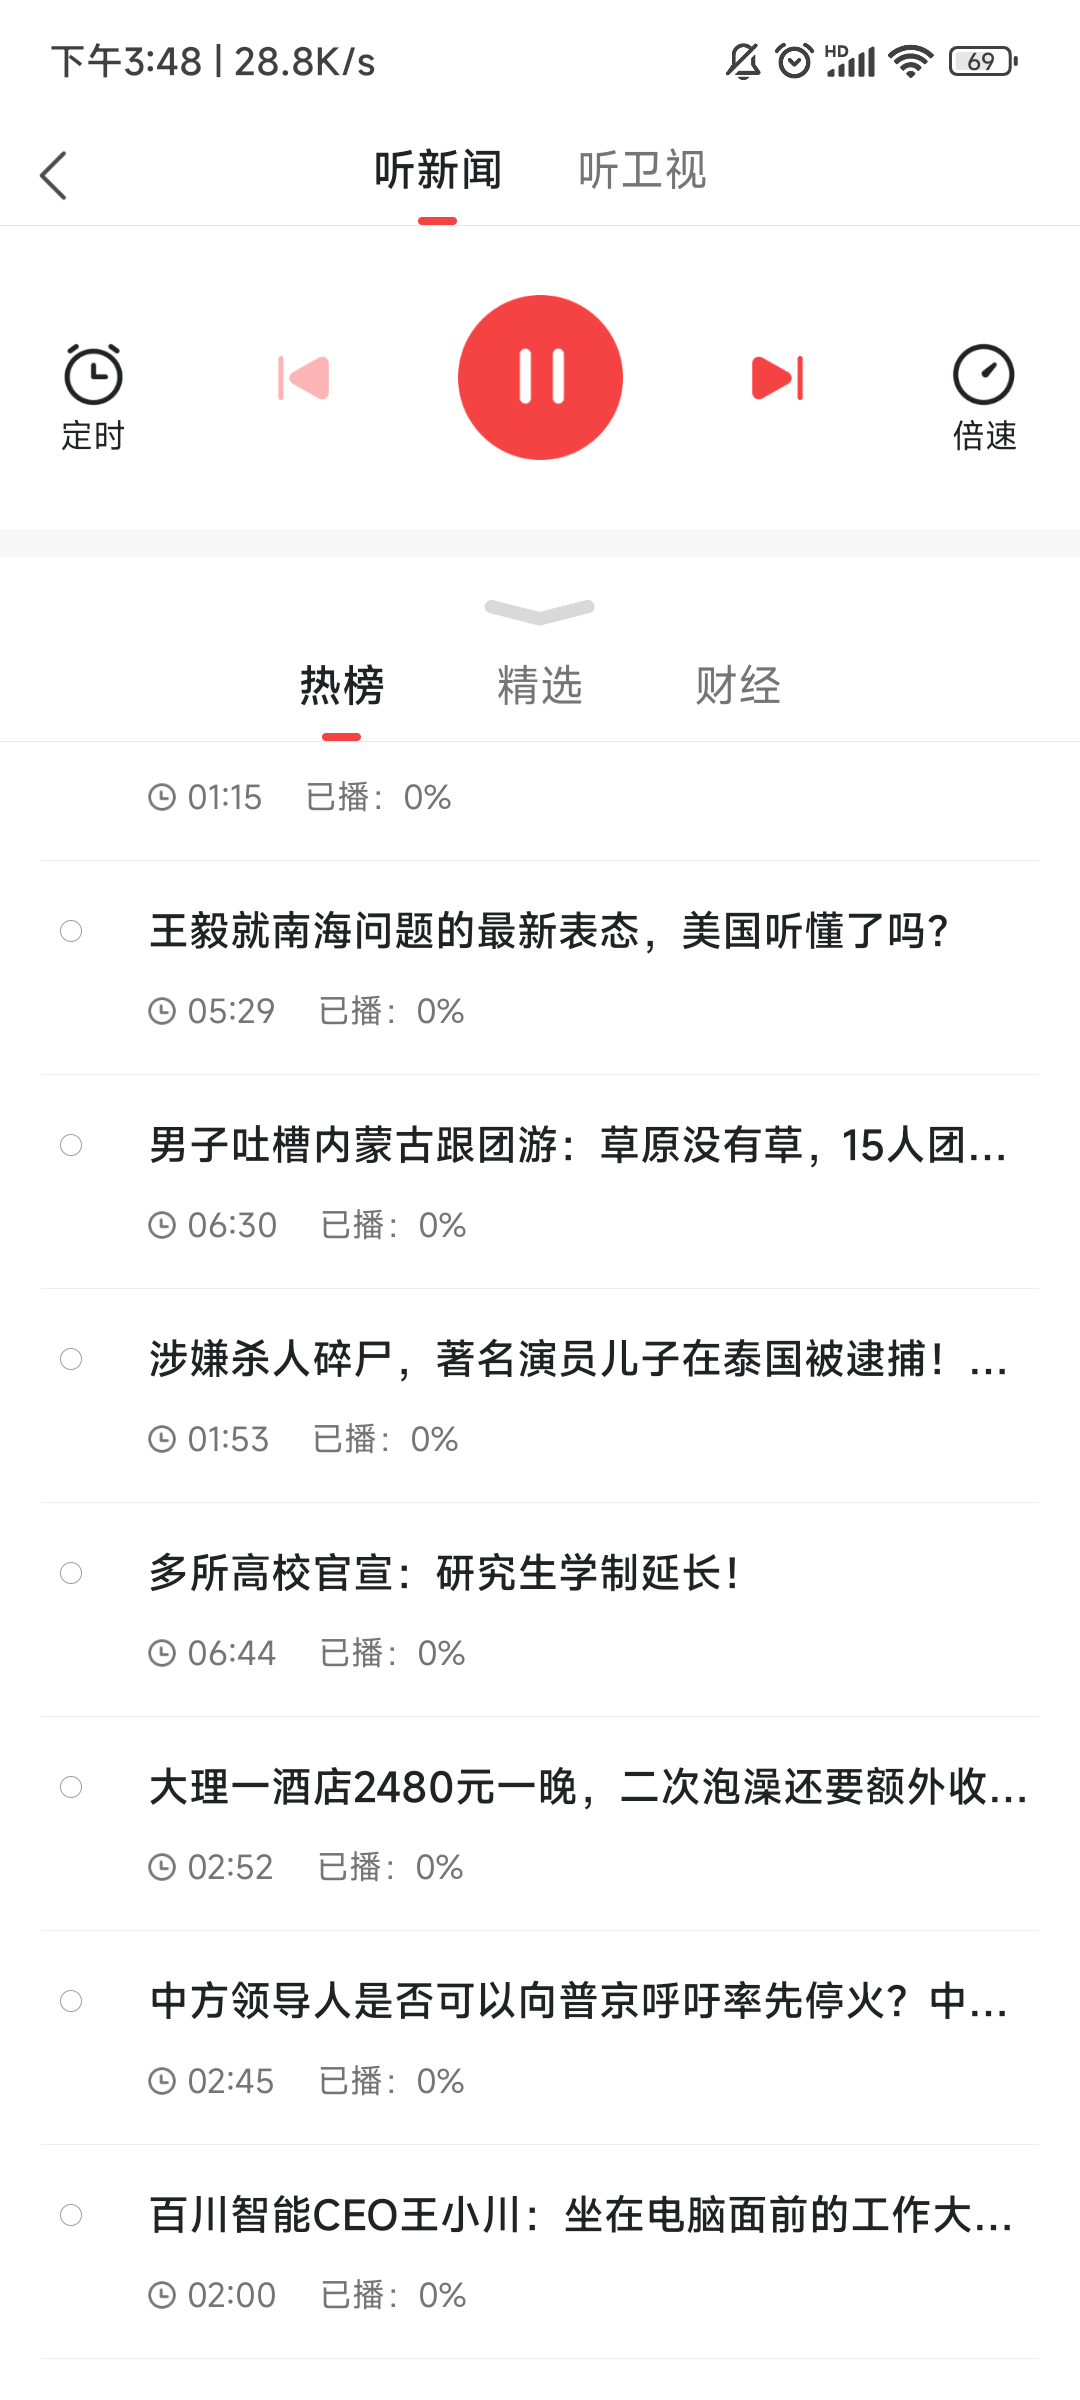 下午3:48 | 28.8K/s
HD
69
听新闻 听卫视
定时 倍速
热榜 精选 财经
01:15 已播：0%
王毅就南海问题的最新表态，美国听懂了吗？
05:29 已播：0%
男子吐槽内蒙古跟团游：草原没有草，15人团...
06:30 已播：0%
涉嫌杀人碎尸，著名演员儿子在泰国被逮捕！...
01:53 已播：0%
多所高校官宣：研究生学制延长！
06:44 已播：0%
大理一酒店2480元一晚，二次泡澡还要额外收...
02:52 已播：0%
中方领导人是否可以向普京呼吁率先停火？中...
02:45 已播：0%
百川智能CEO王小川：坐在电脑面前的工作大...
02:00 已播：0%